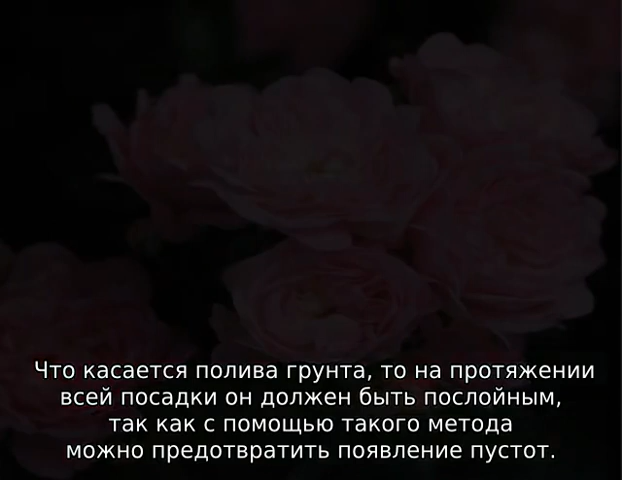 Что касается полива грунта, то на протяжении
всей посадки он должен быть послойным,
так как с помощью такого метода
можно предотвратить появление пустот.